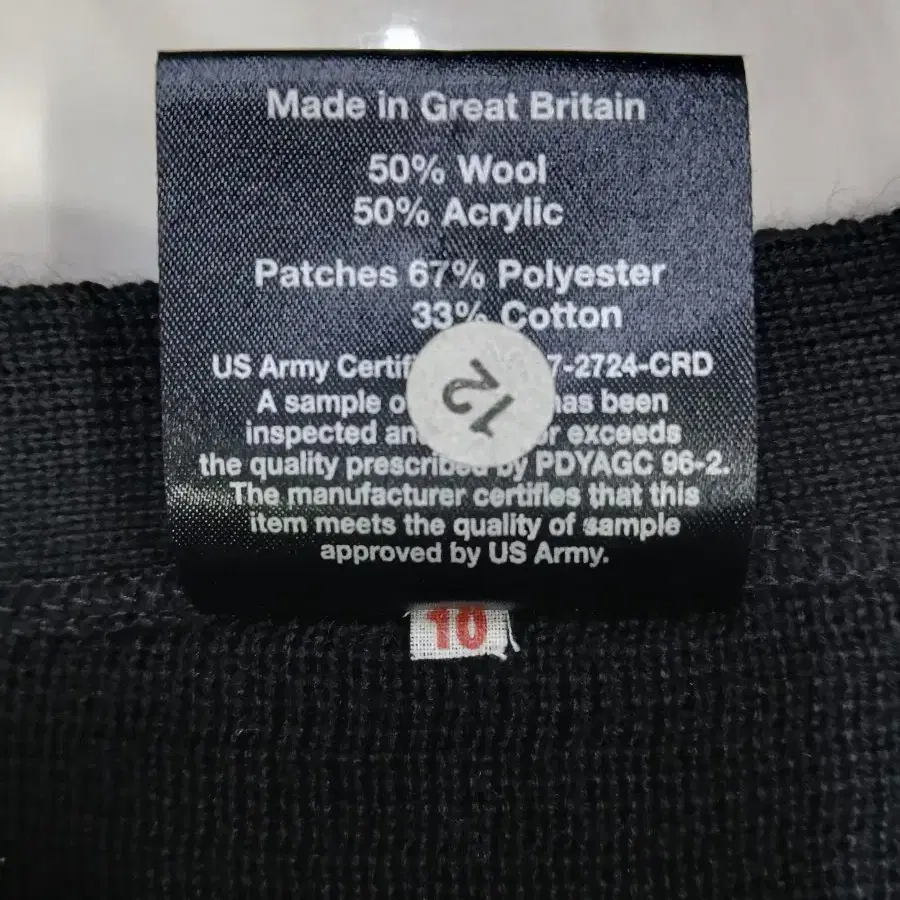 Made in Great Britain
50% Wool
50% Acrylic
Patches 67% Polyester
33% Cotton
US Army 7-2724-CRD
A sample has been
inspected exceeds
the quality prescribed by PDYAGC 96-2.
The manufacturer certifies that this
item meets the quality of sample
approved by US Army.
12
10